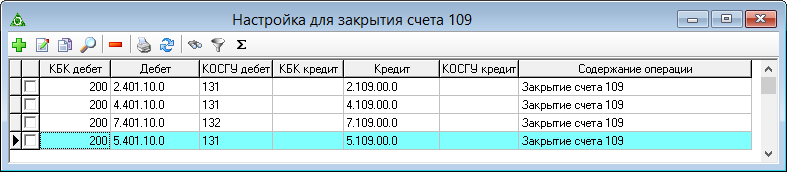 Настройка для закрытия счета 109
Σ
КБК дебет Дебет КОСГУ дебет КБК кредит Кредит КОСГУ кредит Содержание операции
200 2.401.10.0 131 2.109.00.0 Закрытие счета 109
200 4.401.10.0 131 4.109.00.0 Закрытие счета 109
200 7.401.10.0 132 7.109.00.0 Закрытие счета 109
200 5.401.10.0 131 5.109.00.0 Закрытие счета 109